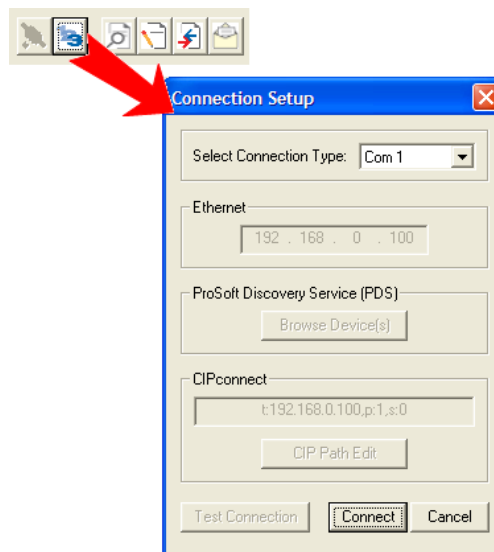 Connection Setup
Select Connection Type: Com 1
Ethernet
192 . 168 . 0 . 100
ProSoft Discovery Service (PDS)
Browse Device(s)
CIPconnect
t:192.168.0.100,p:1,s:0
CIP Path Edit
Test Connection Connect Cancel